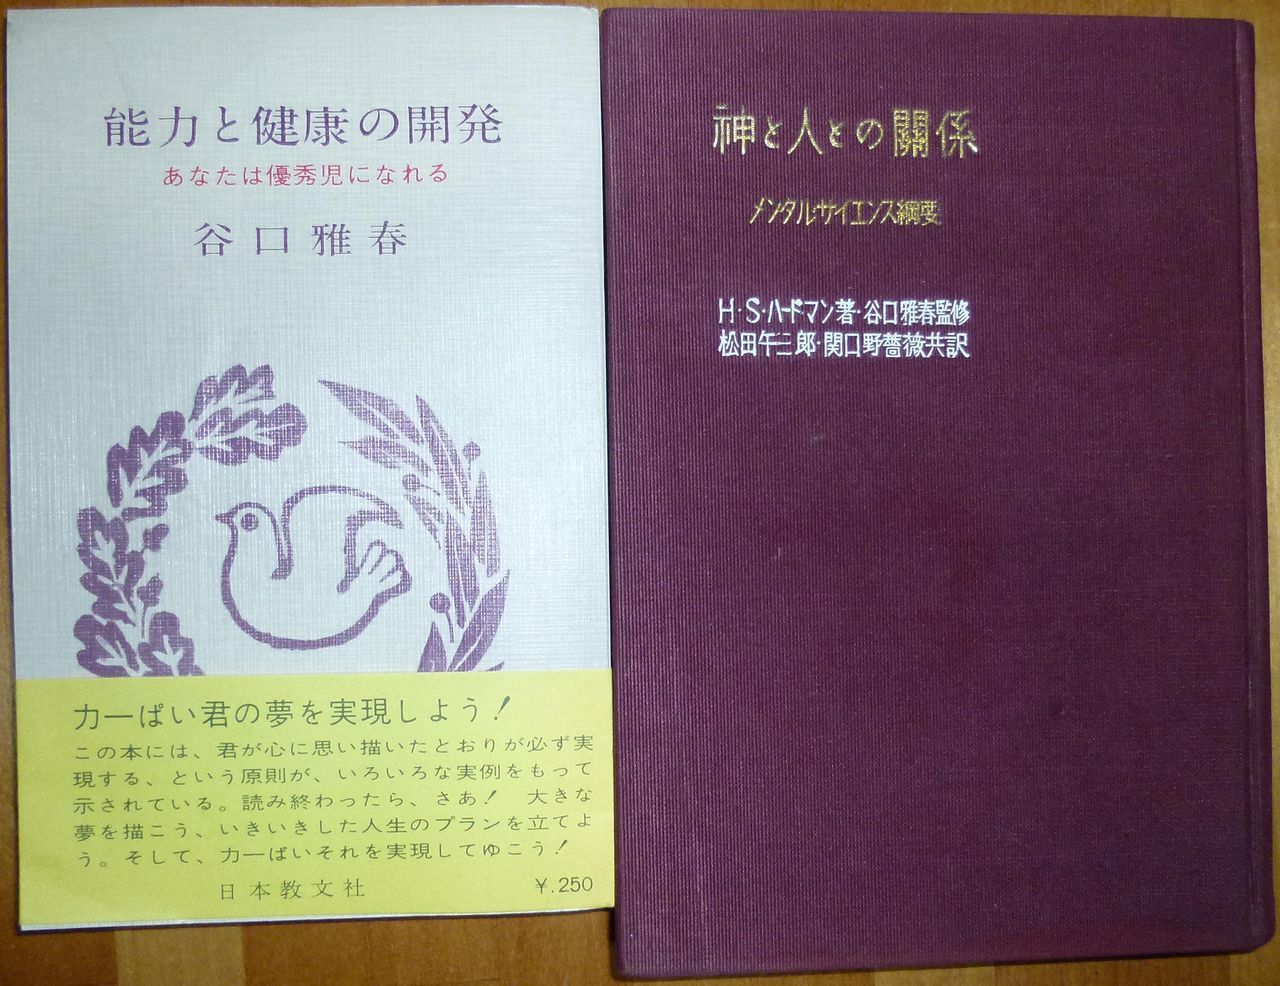 能力と健康の開発
あなたは優秀児になれる
谷口雅春
力一ぱい君の夢を実現しよう！
この本には、君が心に思い描いたとおりが必ず実
現する、という原則が、いろいろな実例をもって
示されている。読み終わったら、さあ！　大きな
夢を描こう、いきいきした人生のプランを立てよ
う。そして、力一ぱいそれを実現してゆこう！
日本教文社
￥.250
神と人との關係
メンタル・サイエンス綱要
H・S・ハードマン著・谷口雅春監修
松田午三郎・関口野薔薇共訳